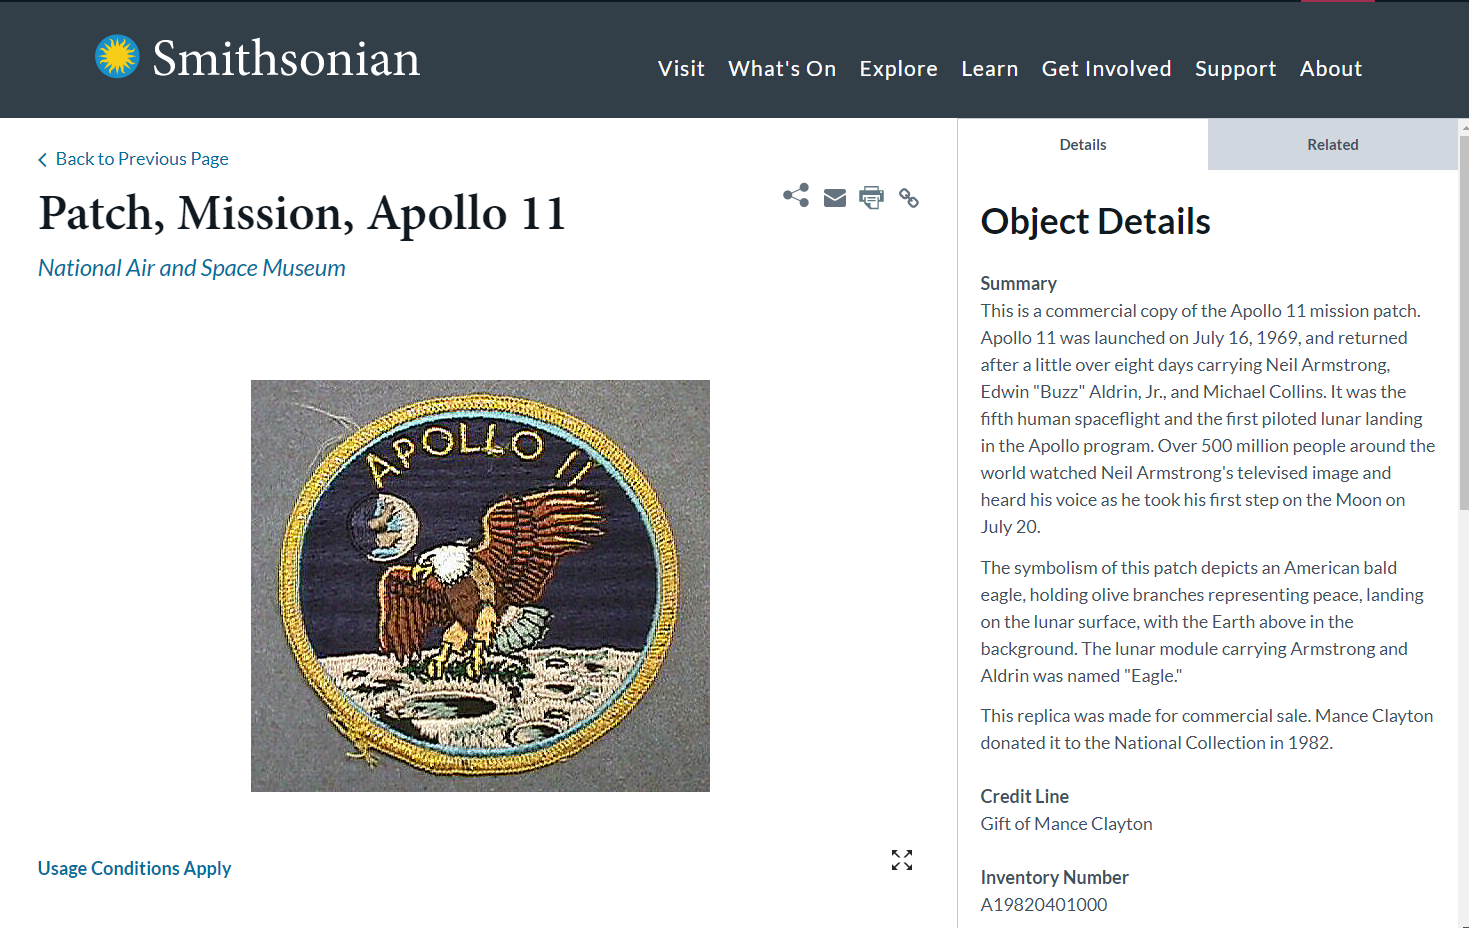 Smithsonian
Visit What's On Explore Learn Get Involved Support About
Back to Previous Page
Patch, Mission, Apollo 11
National Air and Space Museum
APOLLO 11
Usage Conditions Apply
Details Related
Object Details
Summary
This is a commercial copy of the Apollo 11 mission patch.
Apollo 11 was launched on July 16, 1969, and returned
after a little over eight days carrying Neil Armstrong,
Edwin "Buzz" Aldrin, Jr., and Michael Collins. It was the
fifth human spaceflight and the first piloted lunar landing
in the Apollo program. Over 500 million people around the
world watched Neil Armstrong's televised image and
heard his voice as he took his first step on the Moon on
July 20.
The symbolism of this patch depicts an American bald
eagle, holding olive branches representing peace, landing
on the lunar surface, with the Earth above in the
background. The lunar module carrying Armstrong and
Aldrin was named "Eagle."
This replica was made for commercial sale. Mance Clayton
donated it to the National Collection in 1982.
Credit Line
Gift of Mance Clayton
Inventory Number
A19820401000